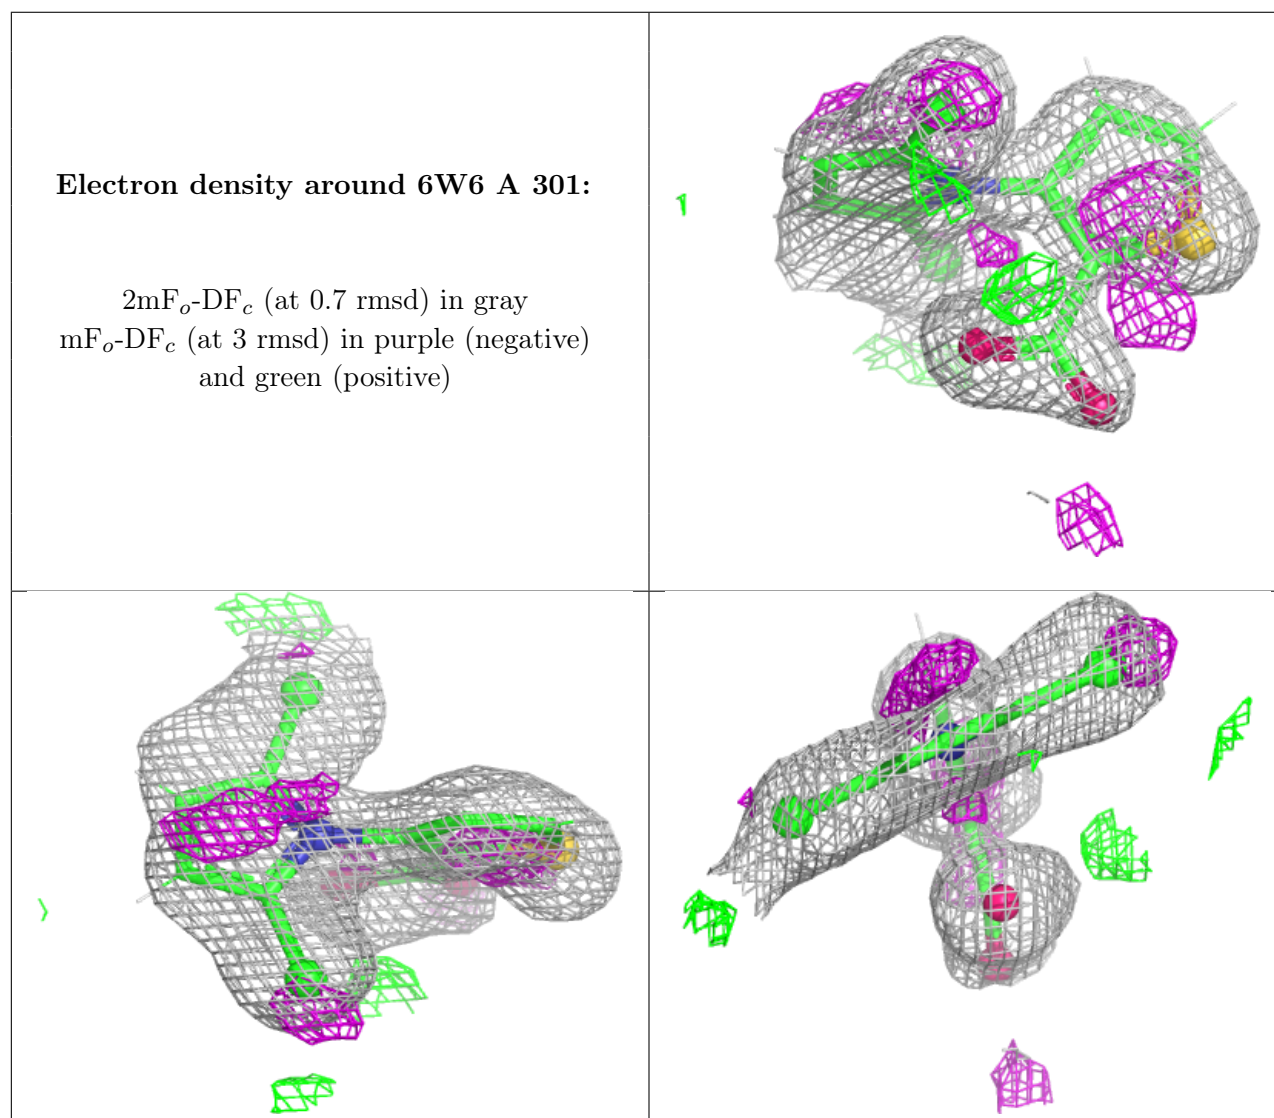 Electron density around 6W6 A 301:
2mFo-DFc (at 0.7 rmsd) in gray
mFo-DFc (at 3 rmsd) in purple (negative)
and green (positive)